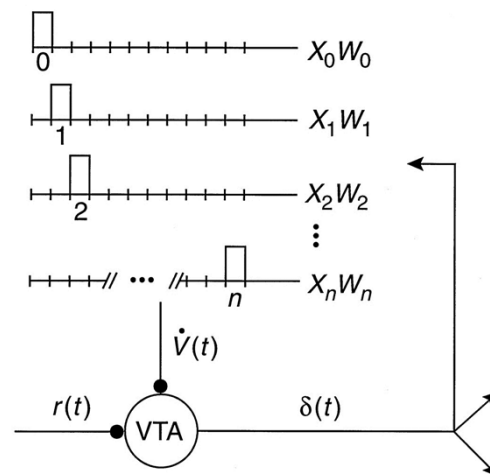 0
X₀W₀
1
X₁W₁
2
X₂W₂
n
XₙWₙ
V̇(t)
r(t)
VTA
δ(t)